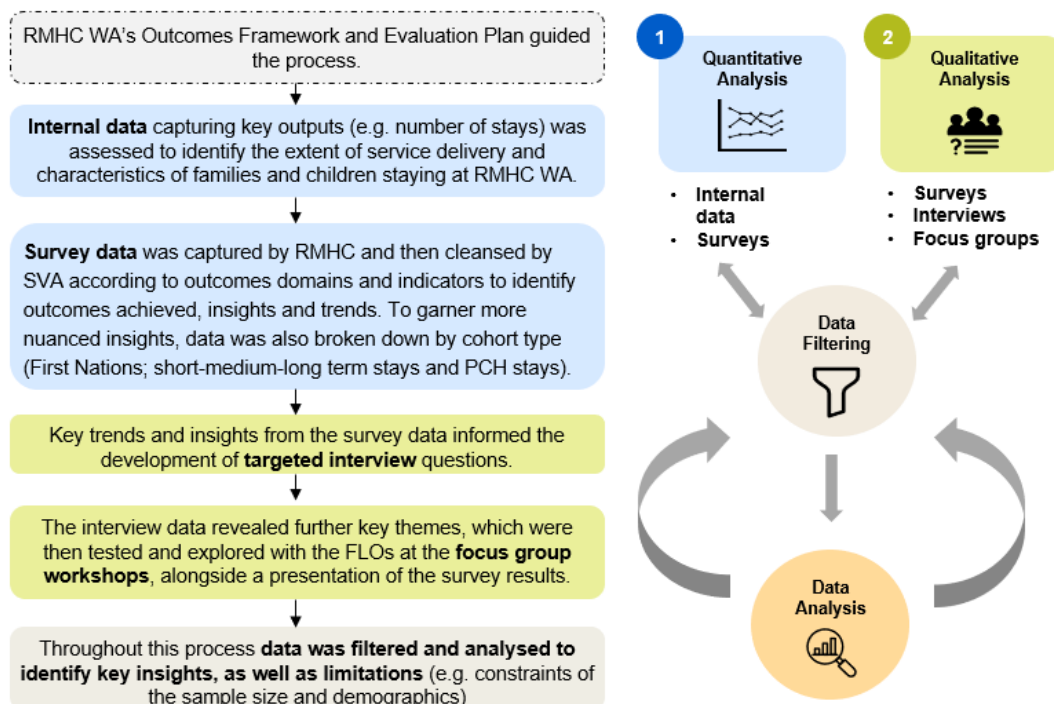 RMHC WA's Outcomes Framework and Evaluation Plan guided
the process.
Internal data capturing key outputs (e.g. number of stays) was
assessed to identify the extent of service delivery and
characteristics of families and children staying at RMHC WA.
Survey data was captured by RMHC and then cleansed by
SVA according to outcomes domains and indicators to identify
outcomes achieved, insights and trends. To garner more
nuanced insights, data was also broken down by cohort type
(First Nations; short-medium-long term stays and PCH stays).
Key trends and insights from the survey data informed the
development of targeted interview questions.
The interview data revealed further key themes, which were
then tested and explored with the FLOs at the focus group
workshops, alongside a presentation of the survey results.
Throughout this process data was filtered and analysed to
identify key insights, as well as limitations (e.g. constraints of
the sample size and demographics)
1
Quantitative
Analysis
• Internal
data
• Surveys
2
Qualitative
Analysis
?
• Surveys
• Interviews
• Focus groups
Data
Filtering
Data
Analysis